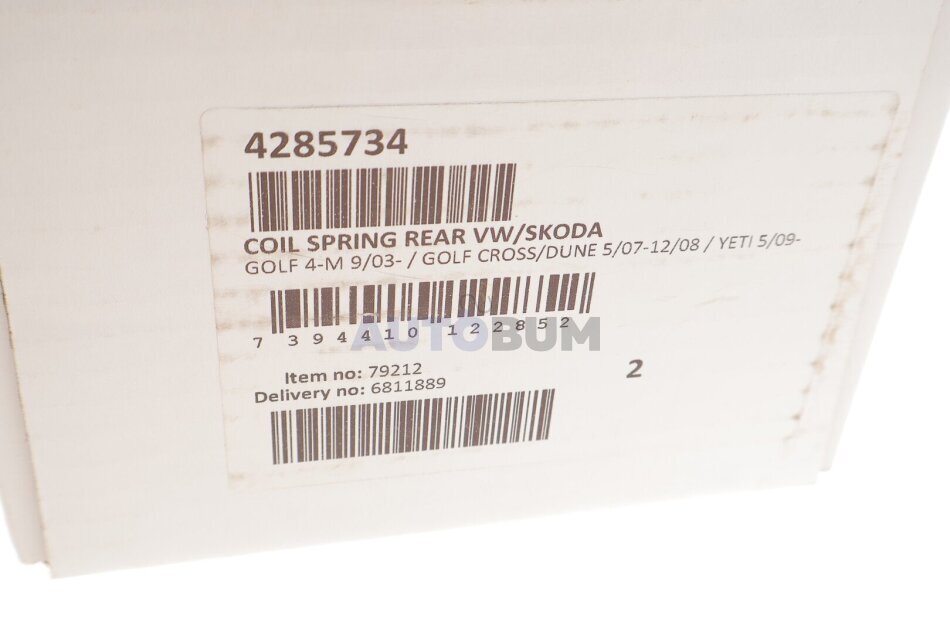 4285734
COIL SPRING REAR VW/SKODA
GOLF 4-M 9/03- / GOLF CROSS/DUNE 5/07-12/08 / YETI 5/09-
7 394410 122852
AUTOBUM
Item no: 79212
2
Delivery no: 6811889